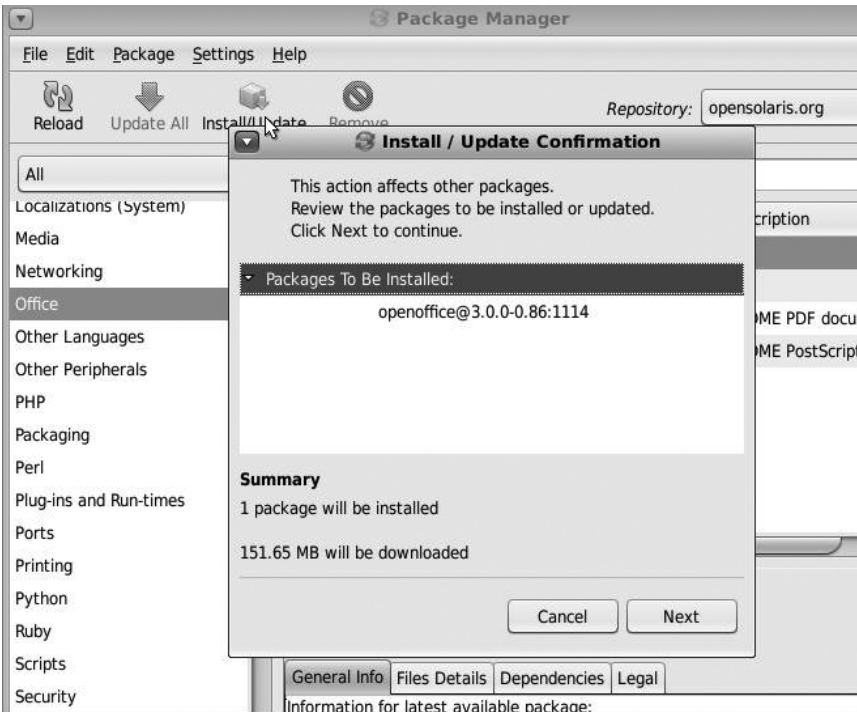 Package Manager
File Edit Package Settings Help
Reload Update All Install/Update Remove
Repository: opensolaris.org
All
Localizations (System)
Media
Networking
Office
Other Languages
Other Peripherals
PHP
Packaging
Perl
Plug-ins and Run-times
Ports
Printing
Python
Ruby
Scripts
Security
Install / Update Confirmation
This action affects other packages.
Review the packages to be installed or updated.
Click Next to continue.
Packages To Be Installed:
openoffice@3.0.0-0.86:1114
Summary
1 package will be installed
151.65 MB will be downloaded
Cancel Next
cription
OME PDF docu
OME PostScript
General Info Files Details Dependencies Legal
Information for latest available package: